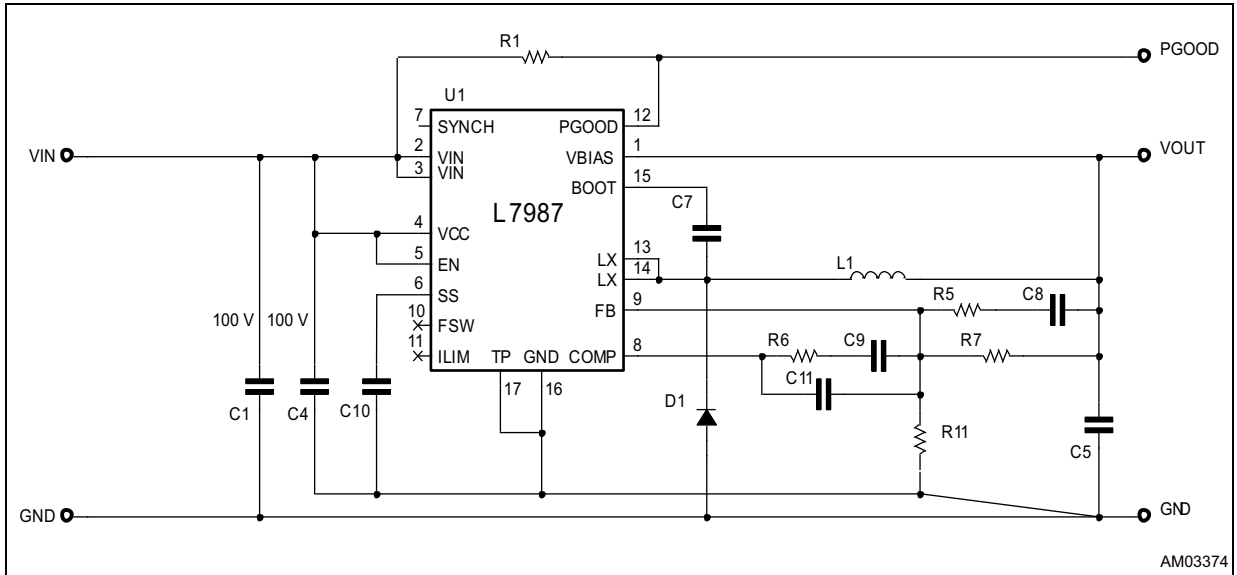 R1
PGOOD
U1
7
SYNCH
PGOOD
12
VIN
2
VIN
VBIAS
1
VOUT
3
VIN
BOOT
15
C7
L7987
4
VCC
LX
13
5
EN
LX
14
L1
6
SS
FB
9
R5
C8
100 V
100 V
10
FSW
11
ILIM
TP
GND
COMP
8
R6
C9
R7
17
16
C11
C1
C4
C10
D1
R11
C5
GND
GND
AM03374